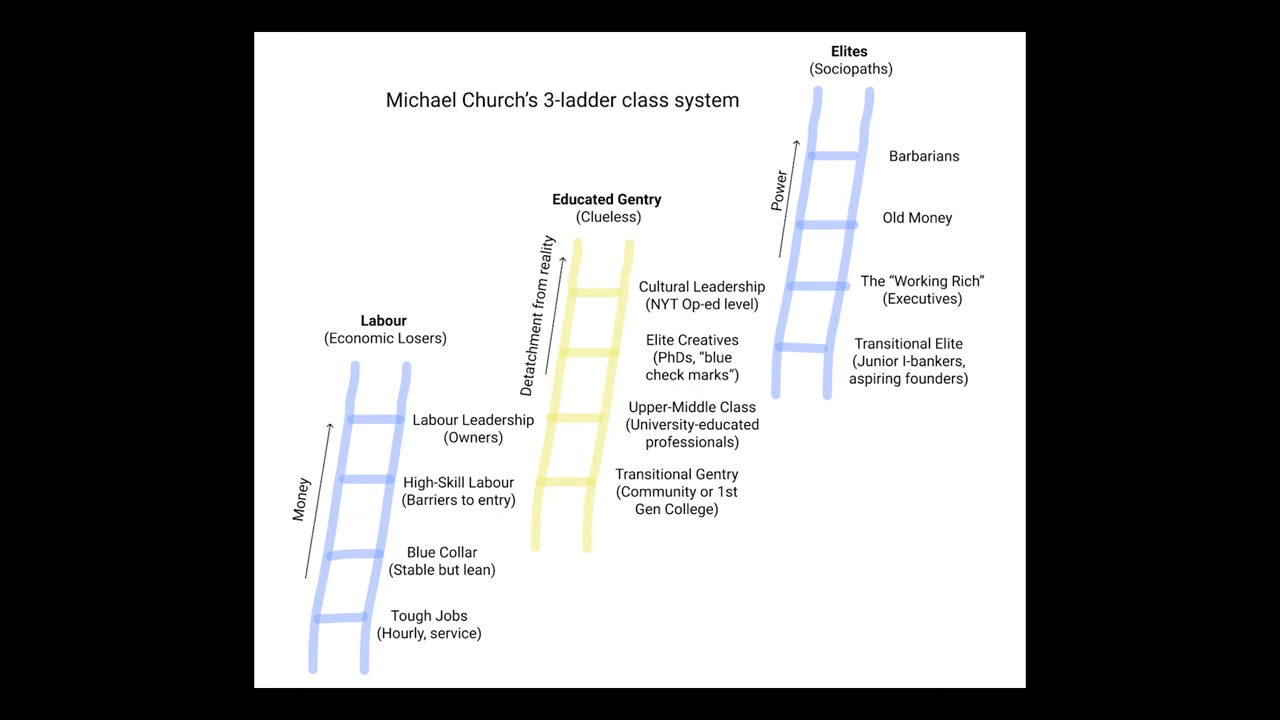 Michael Church's 3-ladder class system
Labour
(Economic Losers)
Money
Labour Leadership
(Owners)
High-Skill Labour
(Barriers to entry)
Blue Collar
(Stable but lean)
Tough Jobs
(Hourly, service)
Educated Gentry
(Clueless)
Detatchment from reality
Cultural Leadership
(NYT Op-ed level)
Elite Creatives
(PhDs, “blue
check marks”)
Upper-Middle Class
(University-educated
professionals)
Transitional Gentry
(Community or 1st
Gen College)
Elites
(Sociopaths)
Power
Barbarians
Old Money
The “Working Rich”
(Executives)
Transitional Elite
(Junior I-bankers,
aspiring founders)